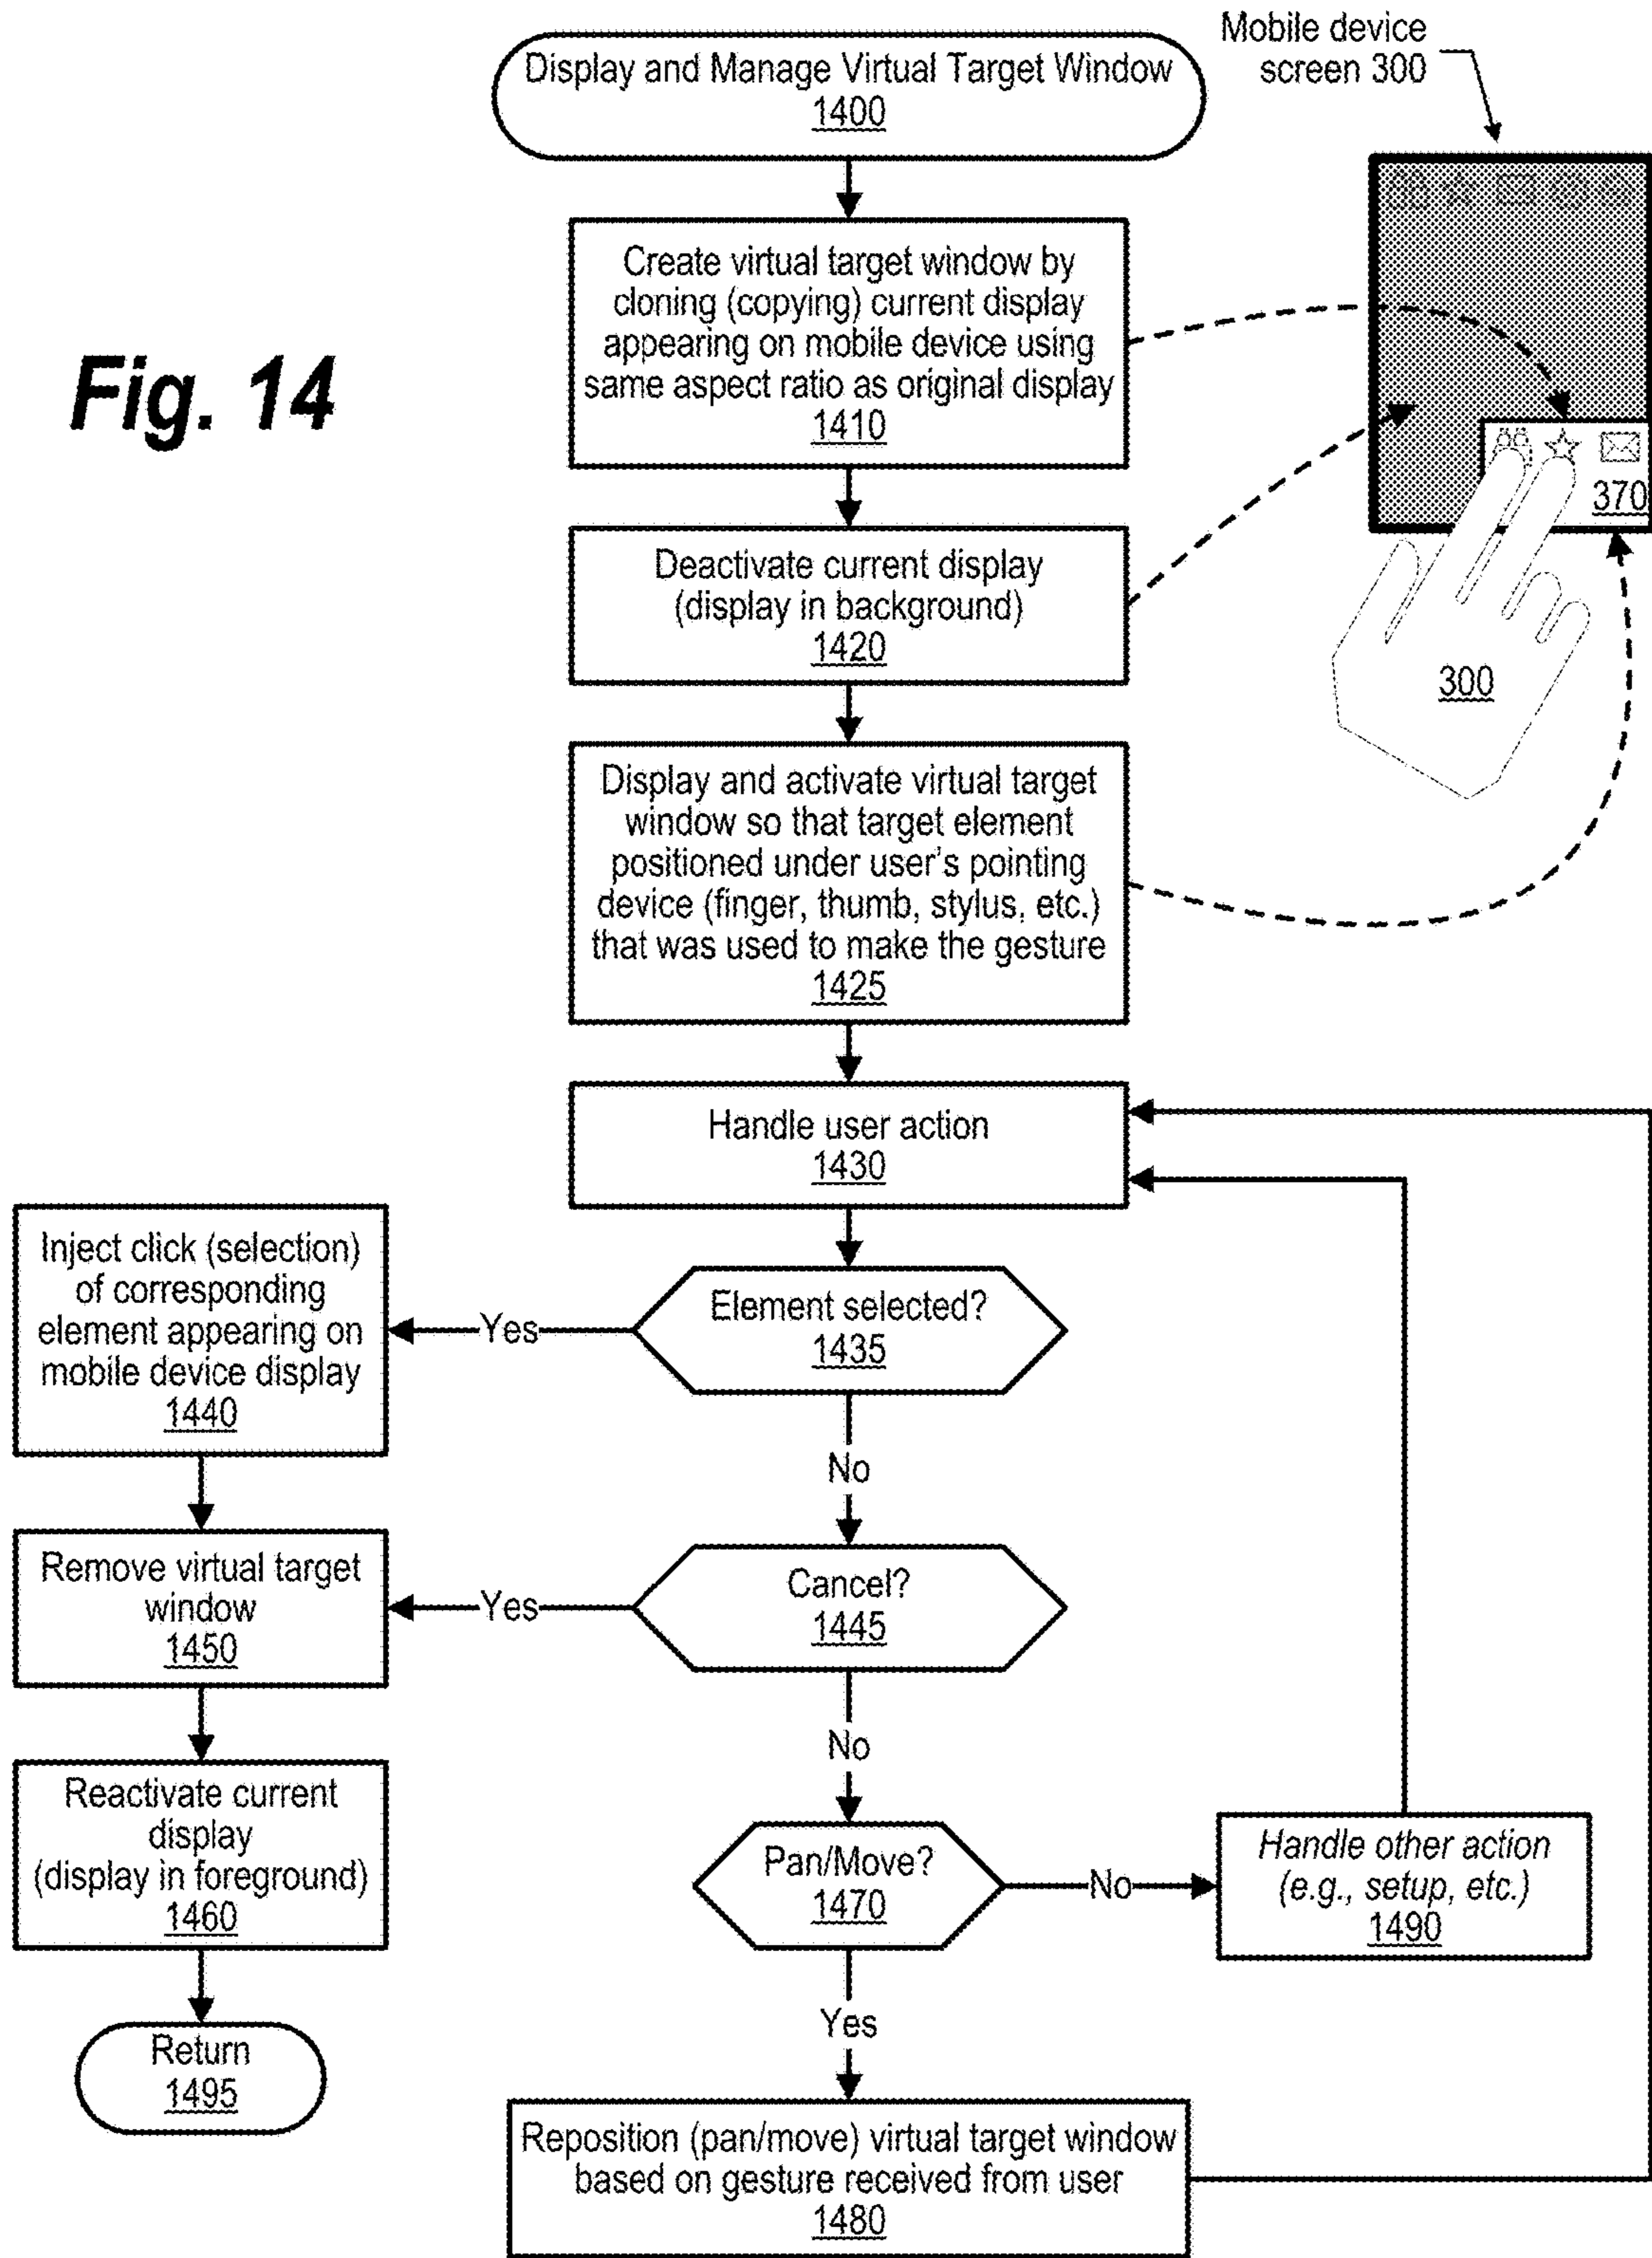 Display and Manage Virtual Target Window
1400
Mobile device
screen 300
Create virtual target window by
cloning (copying) current display
appearing on mobile device using
same aspect ratio as original display
1410
Fig. 14
370
Deactivate current display
(display in background)
1420
300
Display and activate virtual target
window so that target element
positioned under user's pointing
device (finger, thumb, stylus, etc.)
that was used to make the gesture
1425
Handle user action
1430
Element selected?
1435
Yes
Inject click (selection)
of corresponding
element appearing on
mobile device display
1440
No
Cancel?
1445
Yes
Remove virtual target
window
1450
No
Reactivate current
display
(display in foreground)
1460
Pan/Move?
1470
No
Handle other action
(e.g., setup, etc.)
1490
Yes
Return
1495
Reposition (pan/move) virtual target window
based on gesture received from user
1480